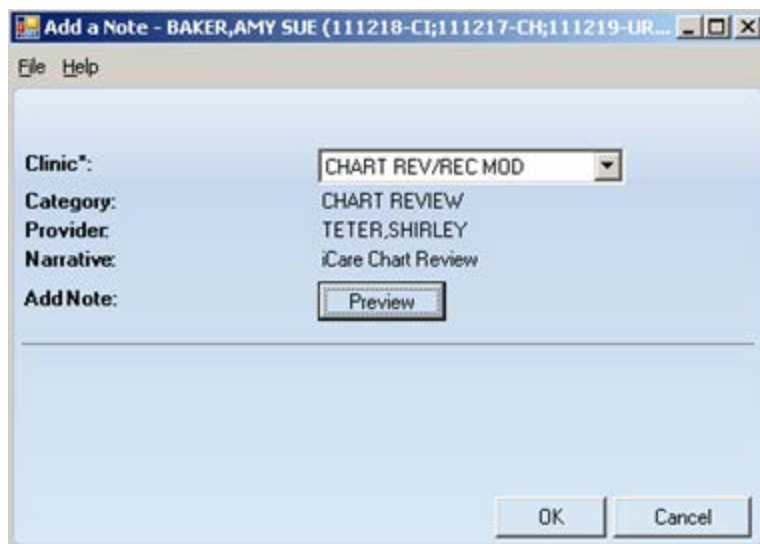 Add a Note - BAKER,AMY SUE (111218-CI;111217-CH;111219-UR...
File Help
Clinic*: CHART REV/REC MOD
Category: CHART REVIEW
Provider: TETER,SHIRLEY
Narrative: iCare Chart Review
Add Note: Preview
OK Cancel